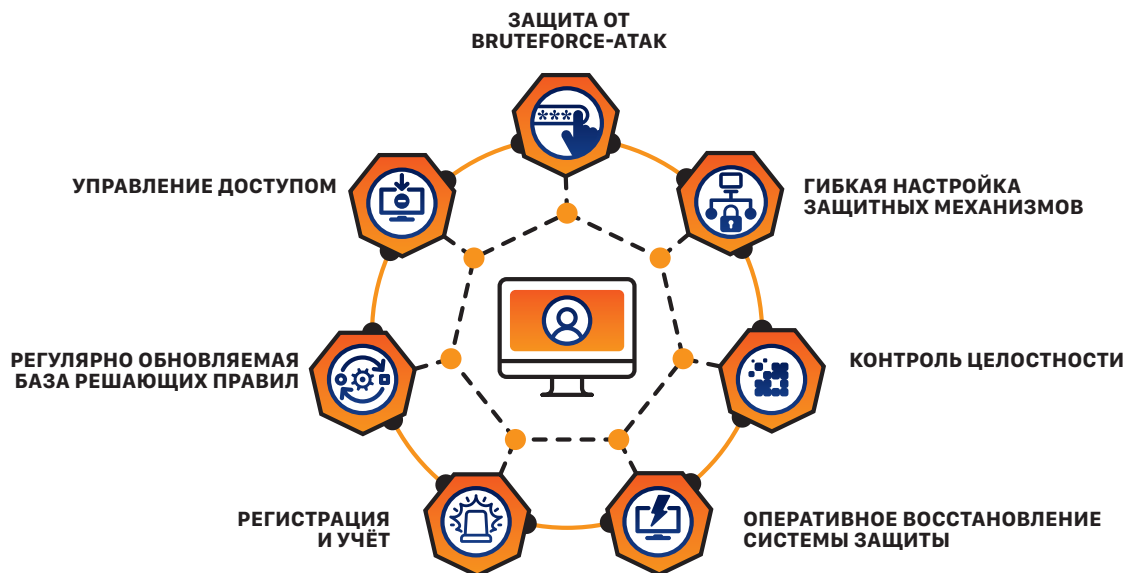 ЗАЩИТА ОТ
BRUTEFORCE-АТАК
УПРАВЛЕНИЕ ДОСТУПОМ
ГИБКАЯ НАСТРОЙКА
ЗАЩИТНЫХ МЕХАНИЗМОВ
РЕГУЛЯРНО ОБНОВЛЯЕМАЯ
БАЗА РЕШАЮЩИХ ПРАВИЛ
КОНТРОЛЬ ЦЕЛОСТНОСТИ
РЕГИСТРАЦИЯ
И УЧЁТ
ОПЕРАТИВНОЕ ВОССТАНОВЛЕНИЕ
СИСТЕМЫ ЗАЩИТЫ